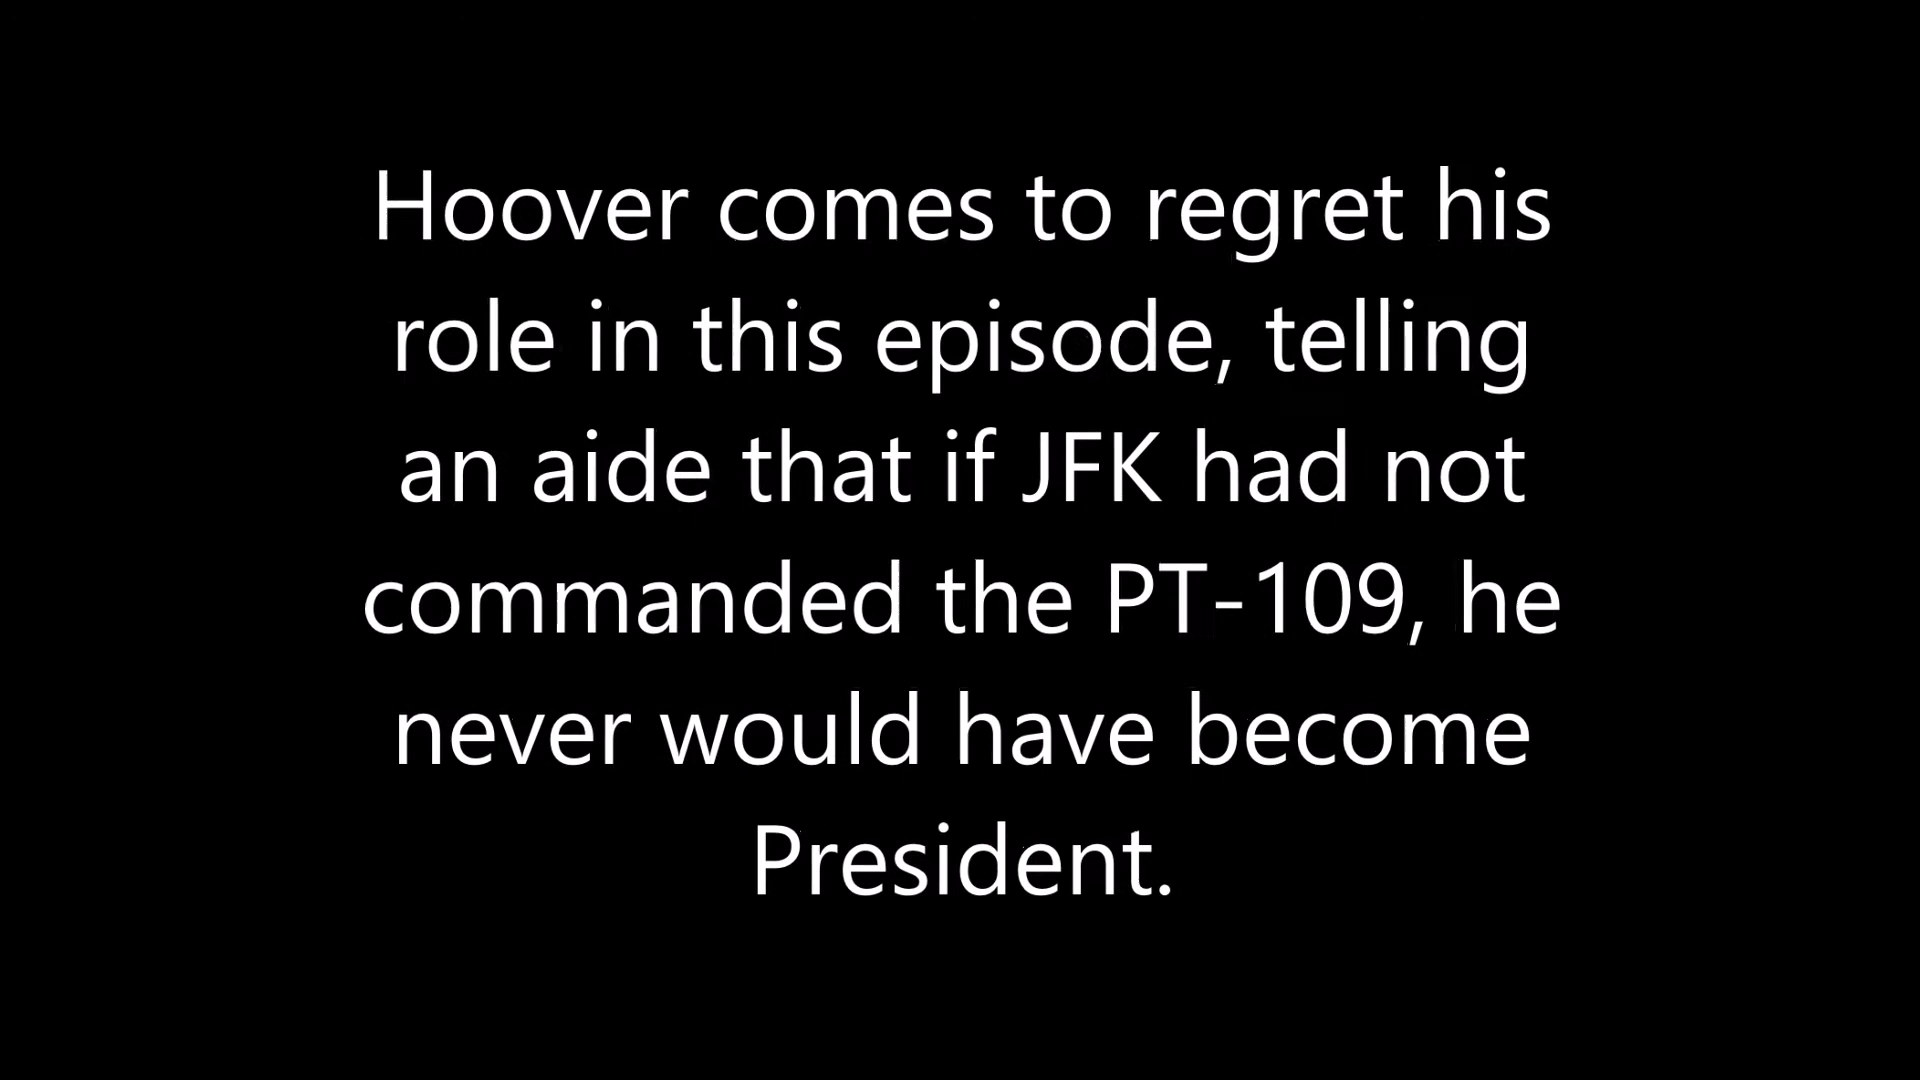 Hoover comes to regret his
role in this episode, telling
an aide that if JFK had not
commanded the PT-109, he
never would have become
President.